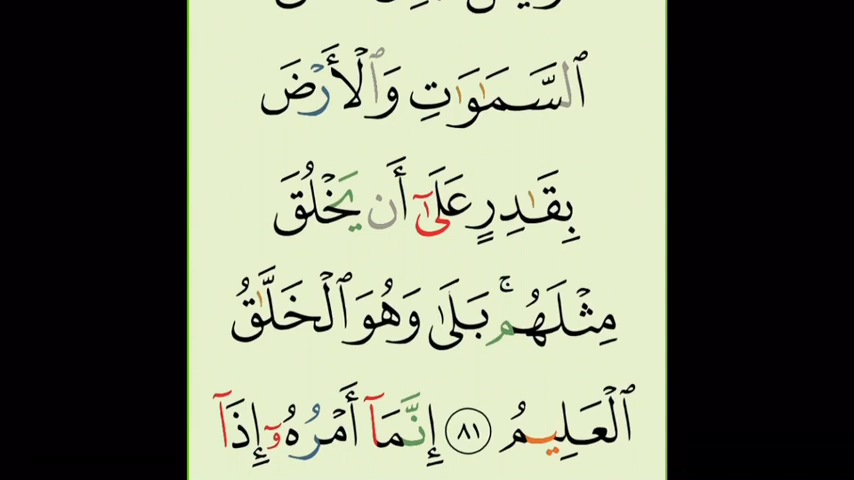 ٱلسَّمَٰوَٰتِ وَٱلْأَرْضَ
بِقَٰدِرٍ عَلَىٰٓ أَن يَخْلُقَ
مِثْلَهُم ۚ بَلَىٰ وَهُوَ ٱلْخَلَّٰقُ
ٱلْعَلِيمُ ٨١ إِنَّمَآ أَمْرُهُۥٓ إِذَآ